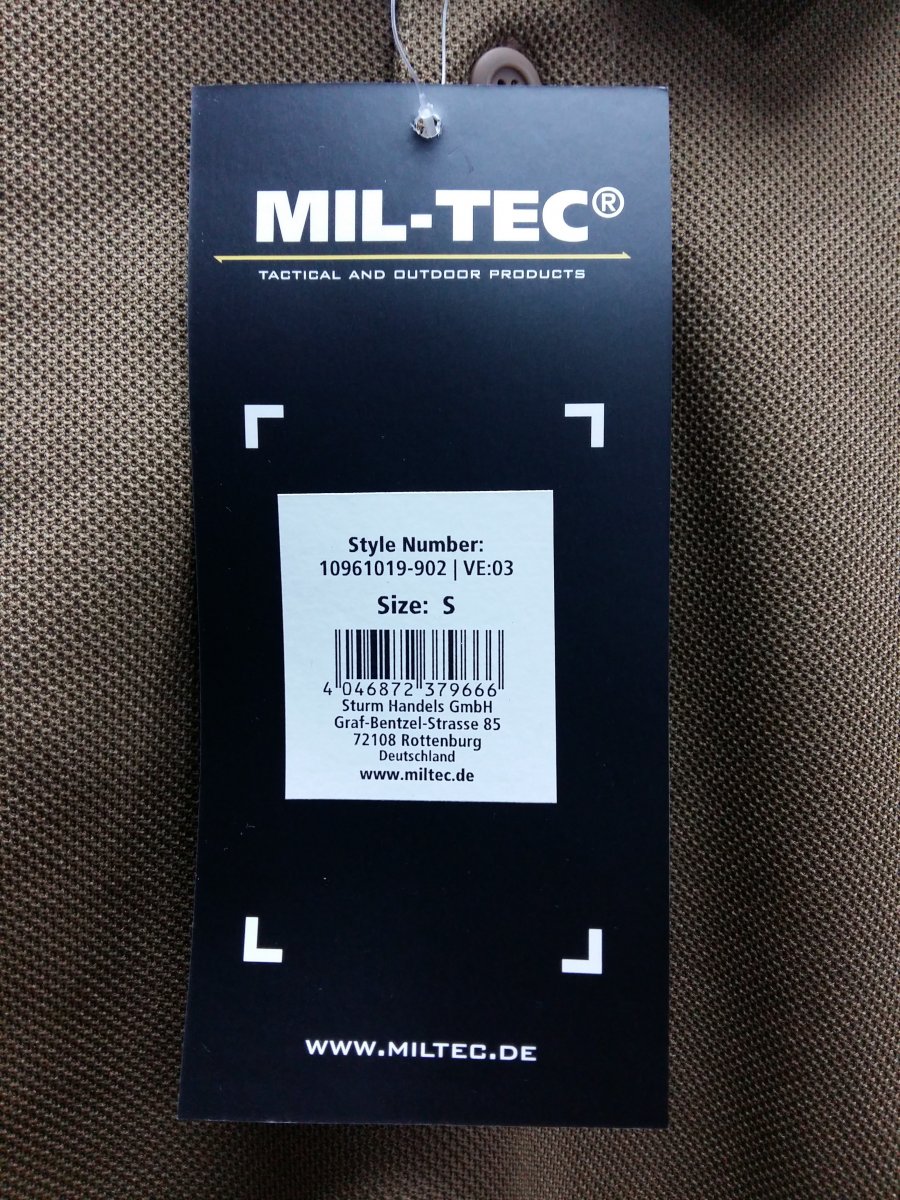 MIL-TEC®
TACTICAL AND OUTDOOR PRODUCTS
Style Number:
10961019-902 | VE:03
Size: S
4 046872 379666
Sturm Handels GmbH
Graf-Bentzel-Strasse 85
72108 Rottenburg
Deutschland
www.miltec.de
WWW.MILTEC.DE